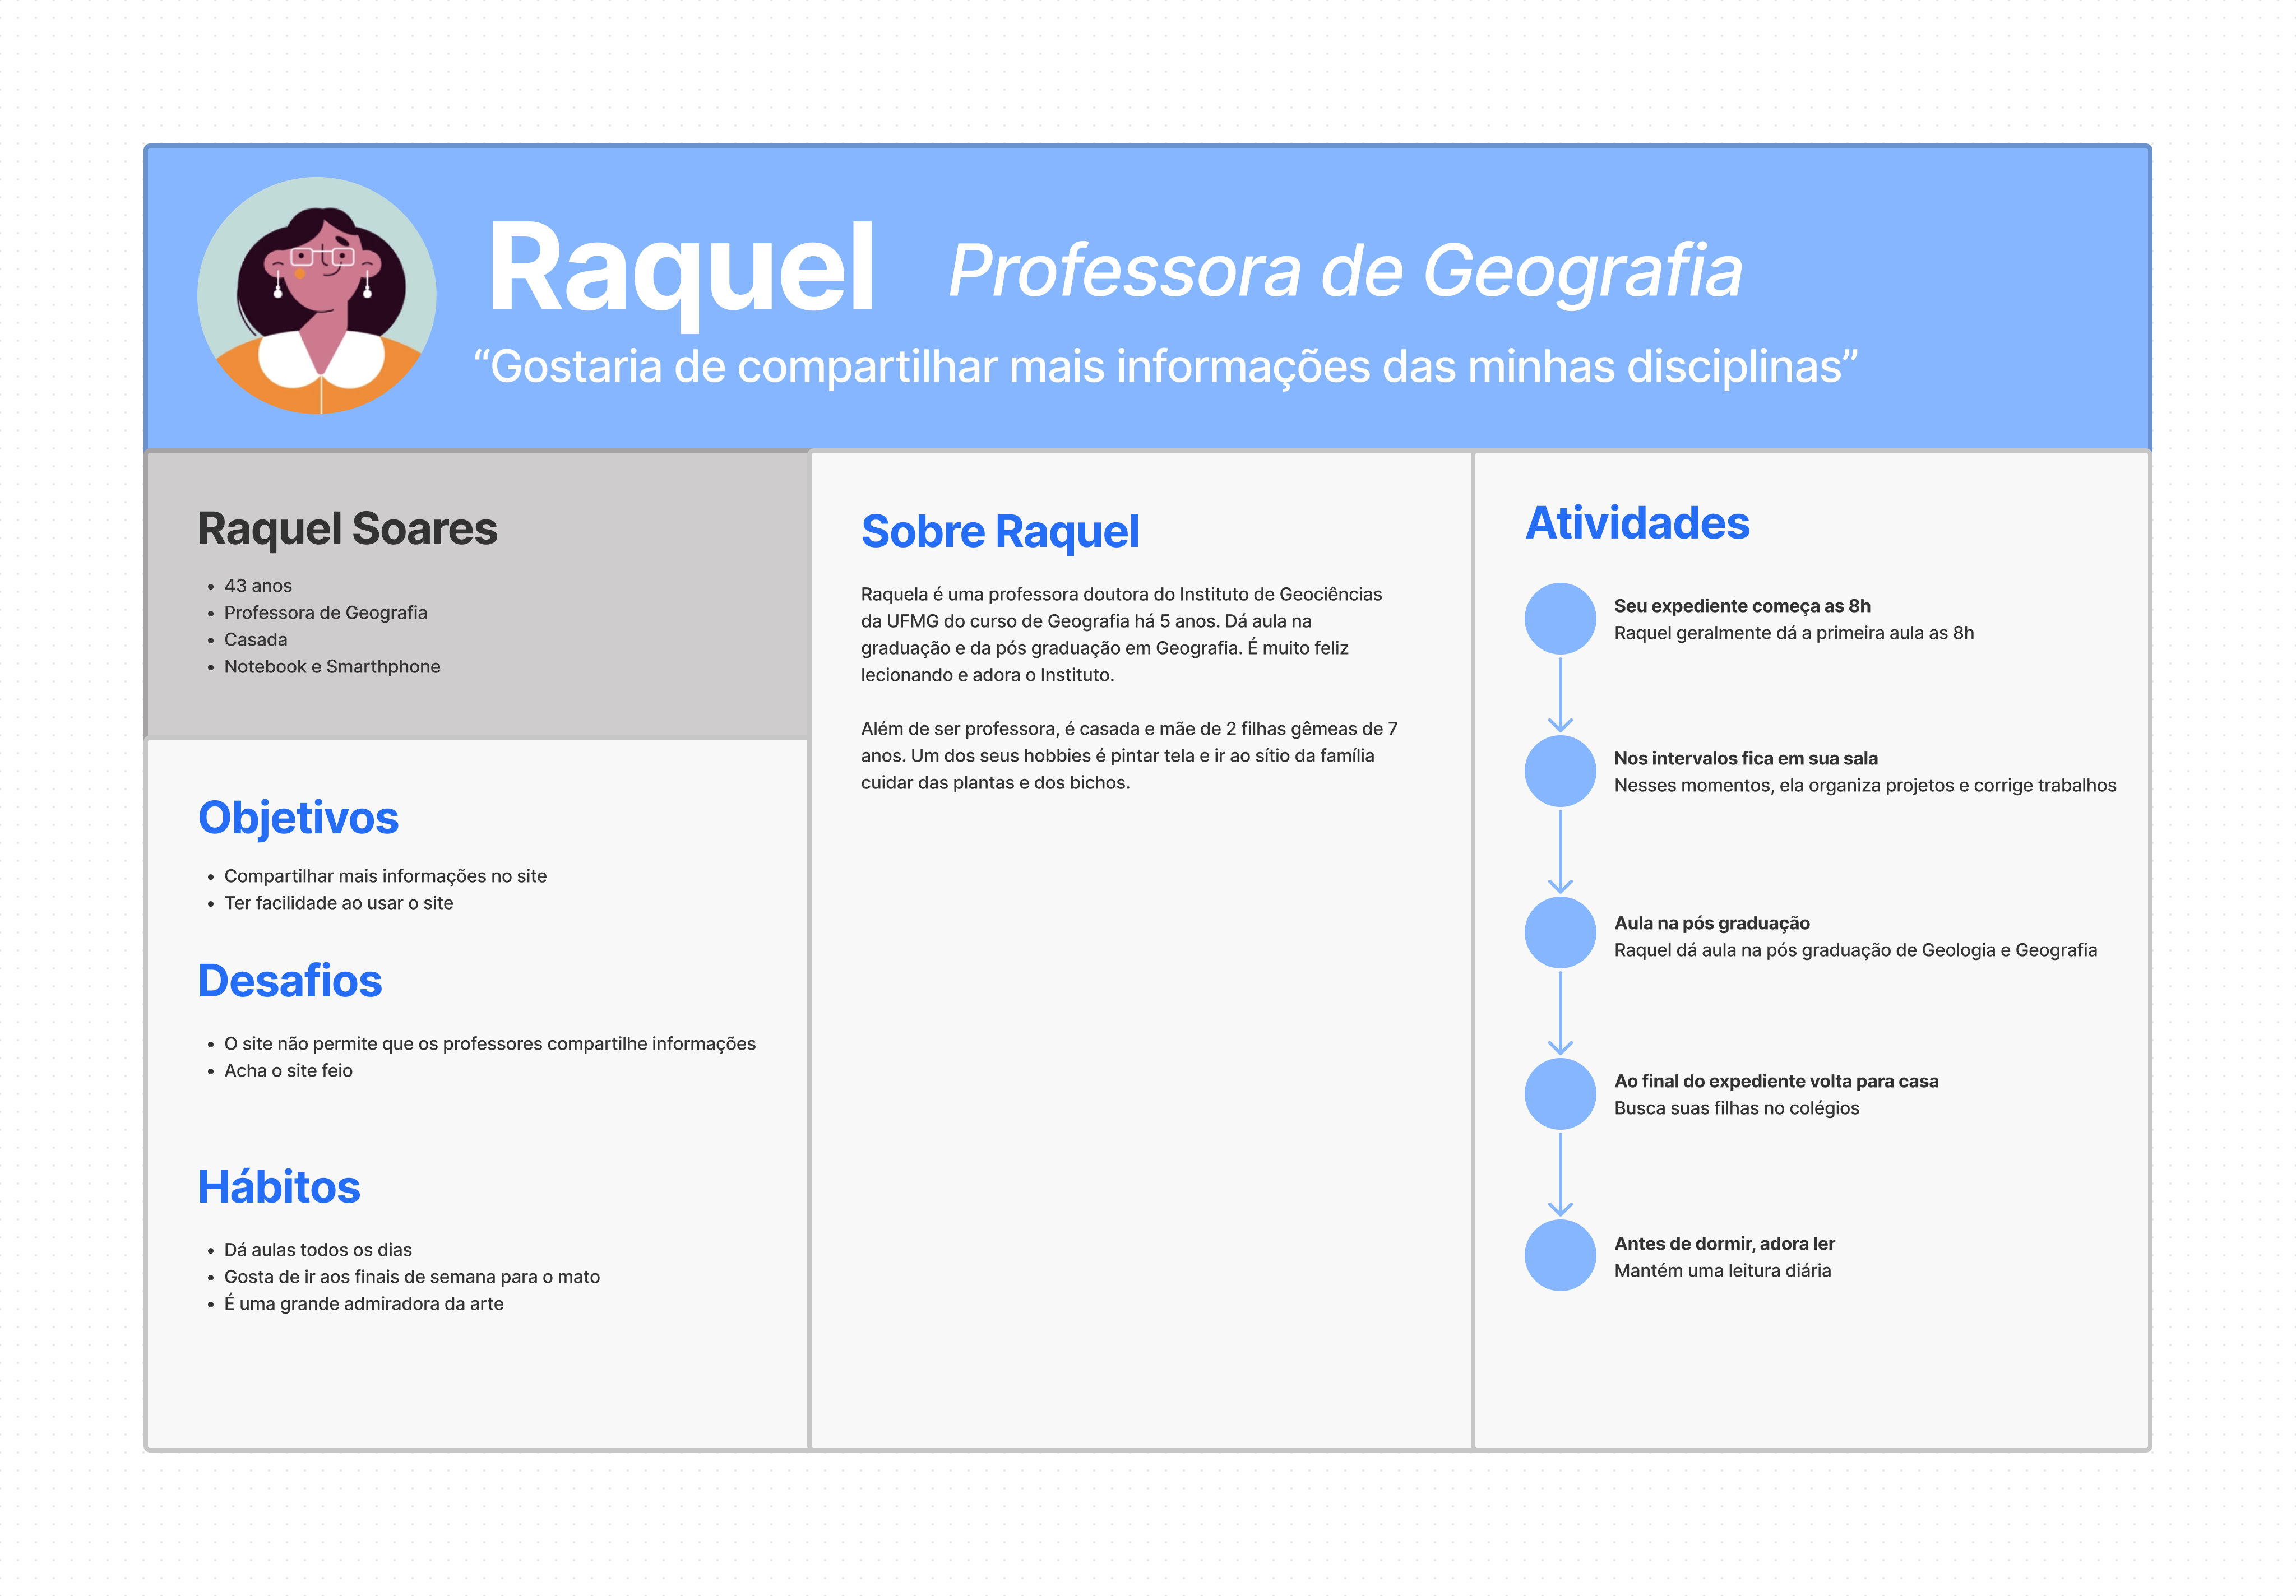 Raquel Professora de Geografia
“Gostaria de compartilhar mais informações das minhas disciplinas”
Raquel Soares
• 43 anos
• Professora de Geografia
• Casada
• Notebook e Smarthphone
Objetivos
• Compartilhar mais informações no site
• Ter facilidade ao usar o site
Desafios
• O site não permite que os professores compartilhe informações
• Acha o site feio
Hábitos
• Dá aulas todos os dias
• Gosta de ir aos finais de semana para o mato
• É uma grande admiradora da arte
Sobre Raquel
Raquela é uma professora doutora do Instituto de Geociências
da UFMG do curso de Geografia há 5 anos. Dá aula na
graduação e da pós graduação em Geografia. É muito feliz
lecionando e adora o Instituto.
Além de ser professora, é casada e mãe de 2 filhas gêmeas de 7
anos. Um dos seus hobbies é pintar tela e ir ao sítio da família
cuidar das plantas e dos bichos.
Atividades
Seu expediente começa as 8h
Raquel geralmente dá a primeira aula as 8h
Nos intervalos fica em sua sala
Nesses momentos, ela organiza projetos e corrige trabalhos
Aula na pós graduação
Raquel dá aula na pós graduação de Geologia e Geografia
Ao final do expediente volta para casa
Busca suas filhas no colégios
Antes de dormir, adora ler
Mantém uma leitura diária